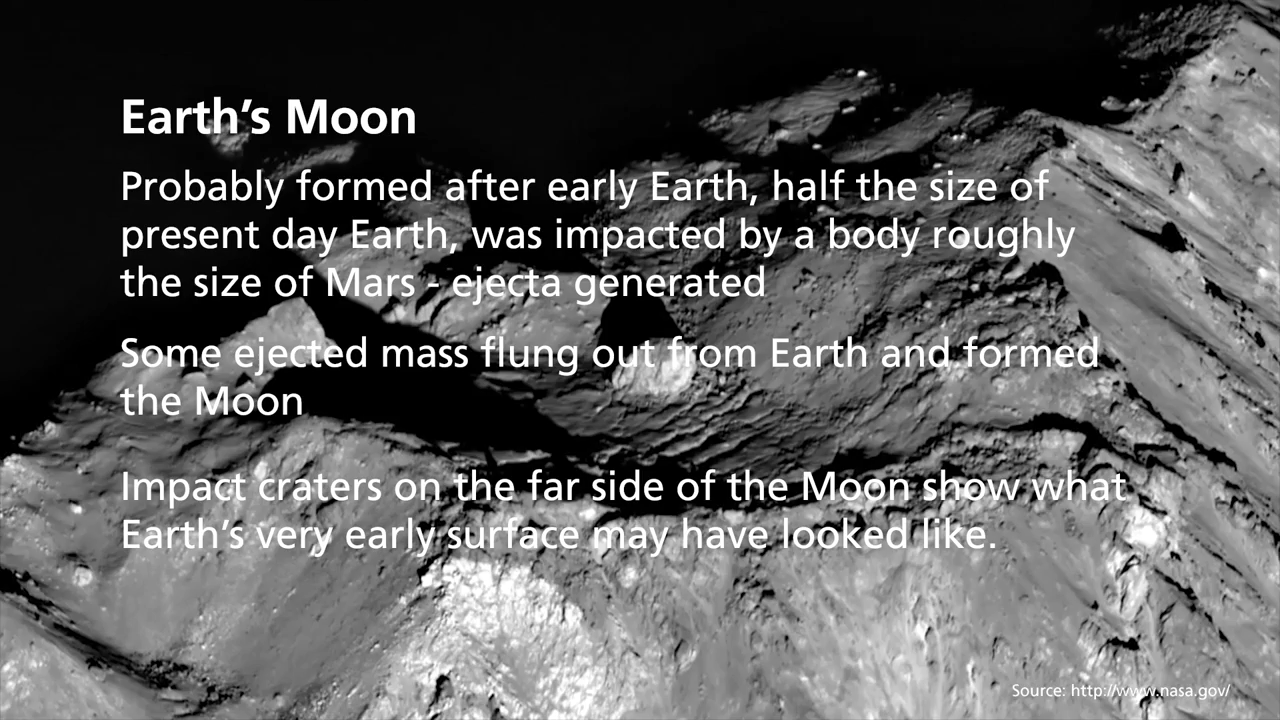 Earth’s Moon
Probably formed after early Earth, half the size of
present day Earth, was impacted by a body roughly
the size of Mars - ejecta generated
Some ejected mass flung out from Earth and formed
the Moon
Impact craters on the far side of the Moon show what
Earth’s very early surface may have looked like.
Source: http://www.nasa.gov/